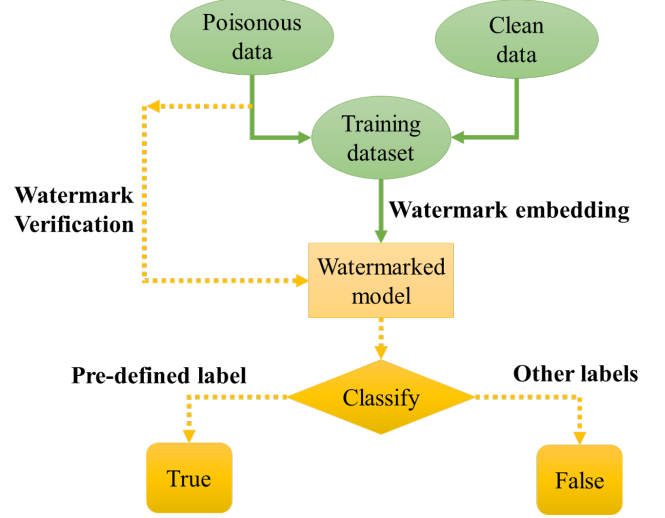 Poisonous
data
Clean
data
Training
dataset
Watermark
Verification
Watermark embedding
Watermarked
model
Pre-defined label
Other labels
Classify
True
False